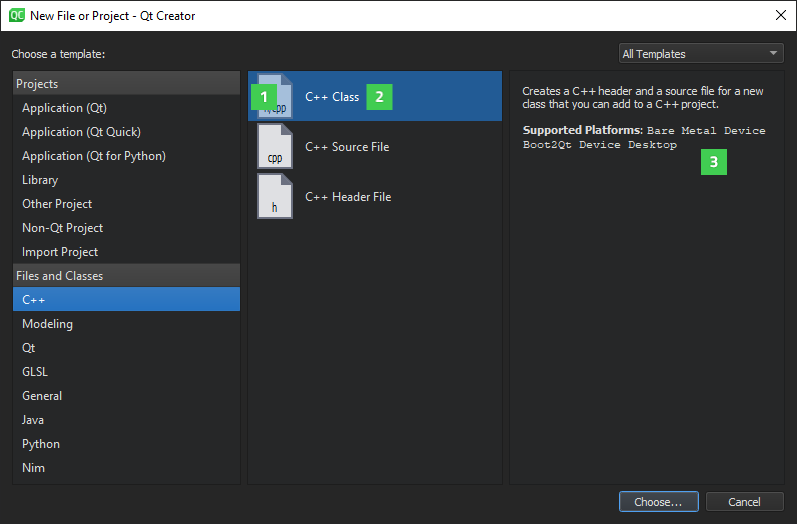 QC New File or Project - Qt Creator
Choose a template:
All Templates
Projects
Application (Qt)
Application (Qt Quick)
Application (Qt for Python)
Library
Other Project
Non-Qt Project
Import Project
Files and Classes
C++
Modeling
Qt
GLSL
General
Java
Python
Nim
1
C++ Class
2
cpp
C++ Source File
h
C++ Header File
Creates a C++ header and a source file for a new
class that you can add to a C++ project.
Supported Platforms: Bare Metal Device
Boot2Qt Device Desktop
3
Choose...
Cancel